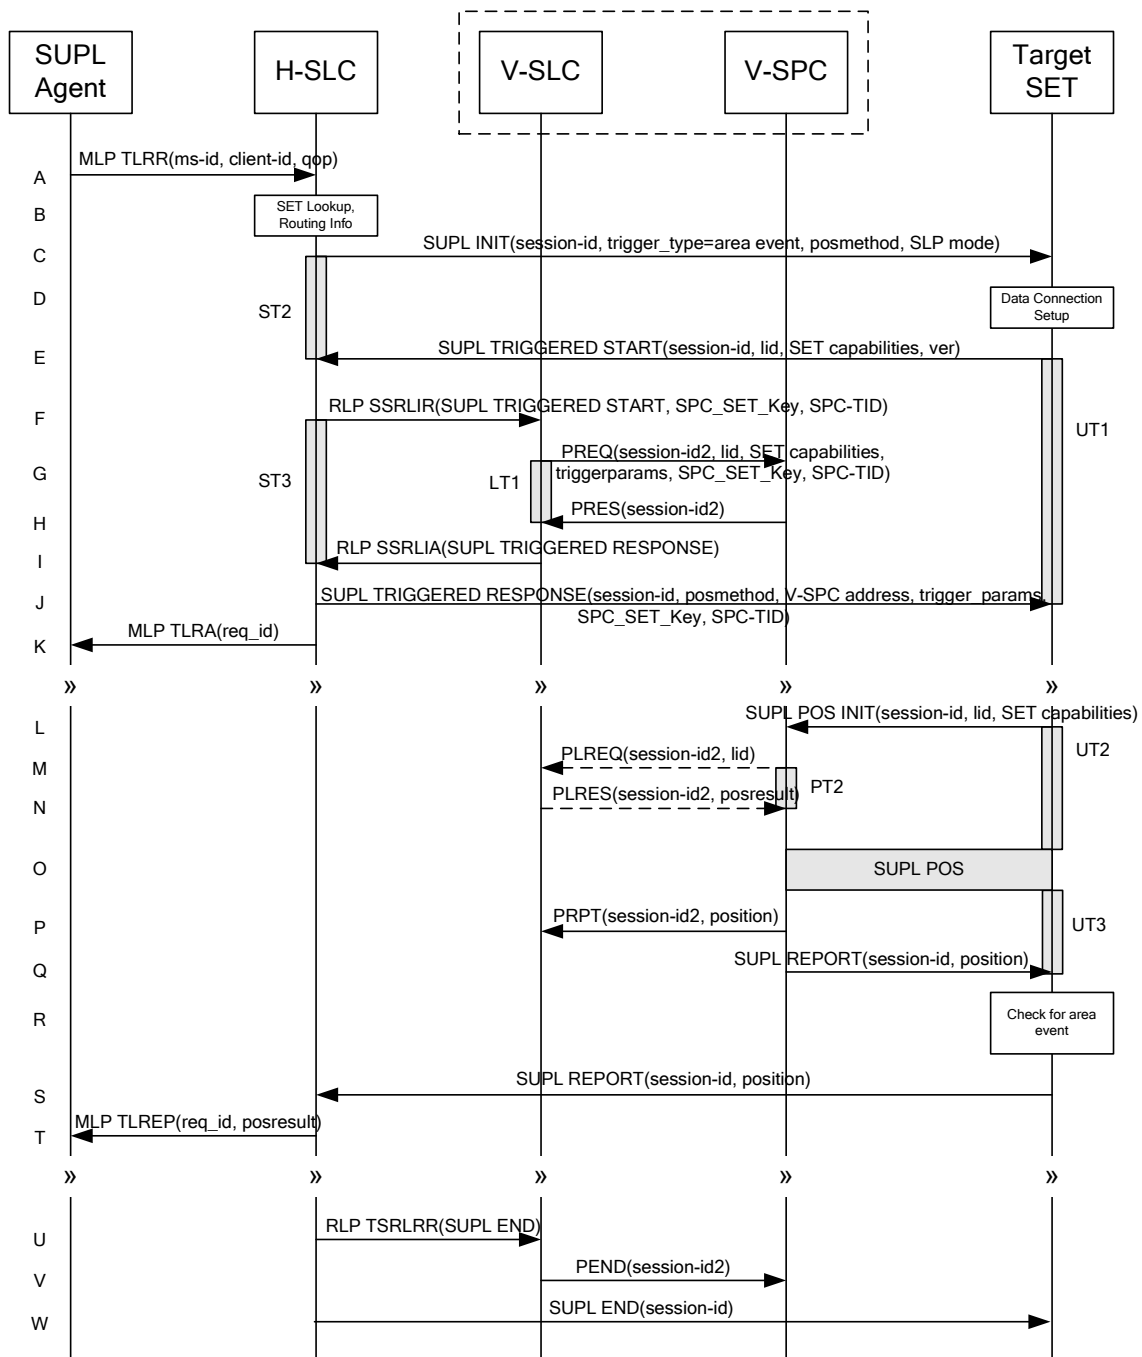 SUPL
Agent
H-SLC
V-SLC
V-SPC
Target
SET
A
MLP TLRR(ms-id, client-id, qop)
B
SET Lookup,
Routing Info
C
SUPL INIT(session-id, trigger_type=area event, posmethod, SLP mode)
D
ST2
Data Connection
Setup
E
SUPL TRIGGERED START(session-id, lid, SET capabilities, ver)
F
RLP SSRLIR(SUPL TRIGGERED START, SPC_SET_Key, SPC-TID)
UT1
G
PREQ(session-id2, lid, SET capabilities,
triggerparams, SPC_SET_Key, SPC-TID)
ST3
LT1
H
PRES(session-id2)
I
RLP SSRLIA(SUPL TRIGGERED RESPONSE)
J
SUPL TRIGGERED RESPONSE(session-id, posmethod, V-SPC address, trigger_params,
SPC_SET_Key, SPC-TID)
K
MLP TLRA(req_id)
» » » » »
L
SUPL POS INIT(session-id, lid, SET capabilities)
UT2
M
PLREQ(session-id2, lid)
PT2
N
PLRES(session-id2, posresult)
O
SUPL POS
P
PRPT(session-id2, position)
UT3
Q
SUPL REPORT(session-id, position)
R
Check for area
event
S
SUPL REPORT(session-id, position)
T
MLP TLREP(req_id, posresult)
» » » » »
U
RLP TSRLRR(SUPL END)
V
PEND(session-id2)
W
SUPL END(session-id)